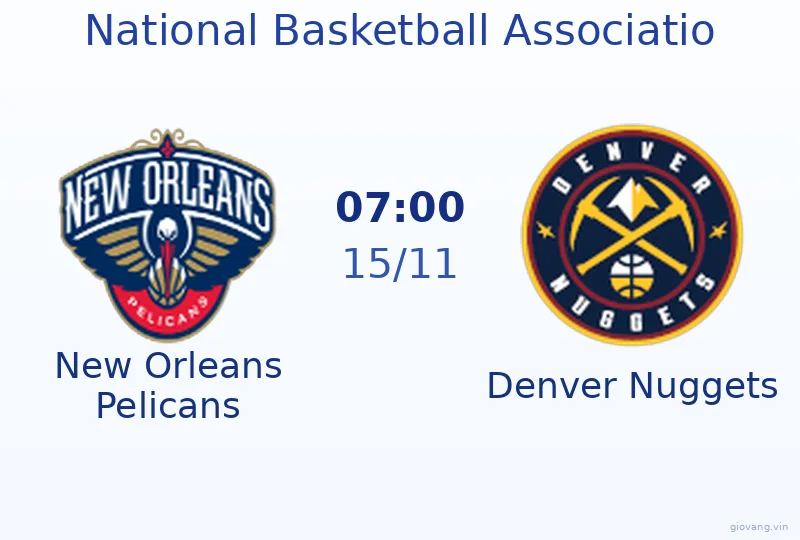 National Basketball Associatio
NEW ORLEANS
PELICANS
DENVER
NUGGETS
07:00
15/11
New Orleans
Pelicans
Denver Nuggets
giovang.vin